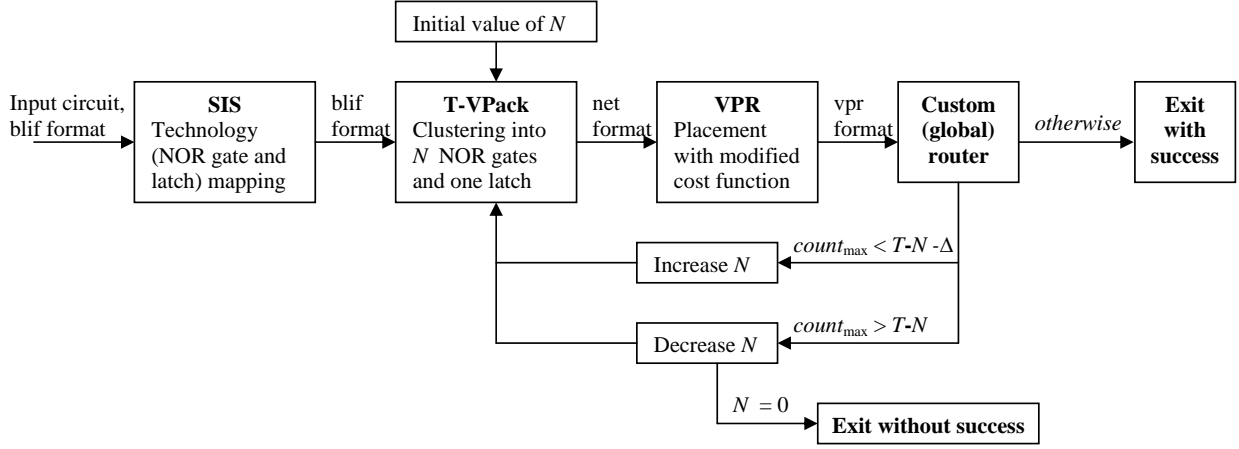 Initial value of N
Input circuit,
blif format
SIS
Technology
(NOR gate and
latch) mapping
blif
format
T-VPack
Clustering into
N NOR gates
and one latch
net
format
VPR
Placement
with modified
cost function
vpr
format
Custom
(global)
router
otherwise
Exit
with
success
Increase N
count_max < T-N -Δ
Decrease N
count_max > T-N
N = 0
Exit without success